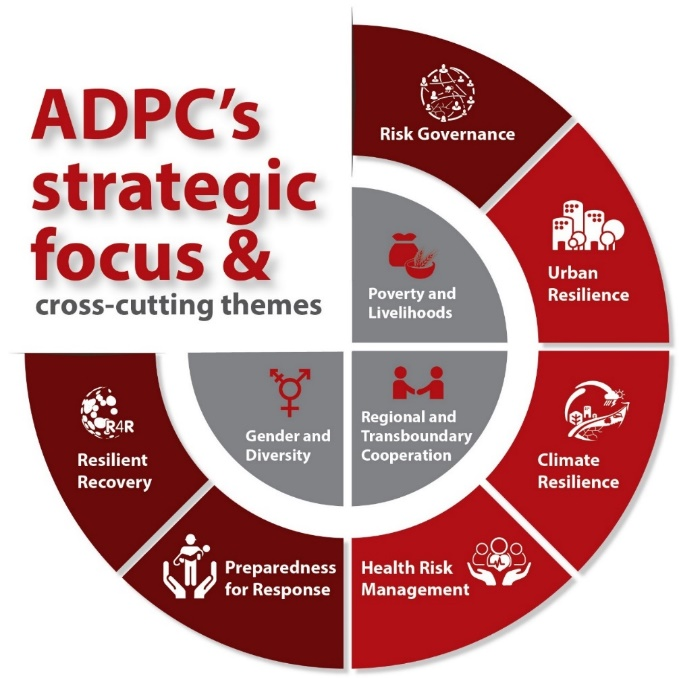 ADPC's
strategic
focus &
cross-cutting themes
Risk Governance
Urban
Resilience
Climate
Resilience
Health Risk
Management
Preparedness
for Response
R4R
Resilient
Recovery
Poverty and
Livelihoods
Regional and
Transboundary
Cooperation
Gender and
Diversity